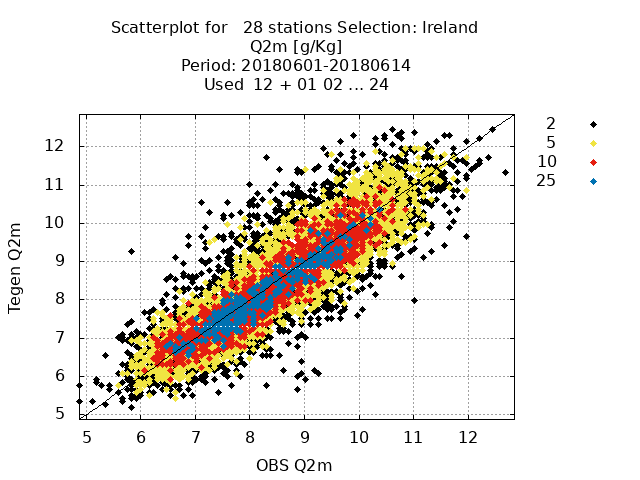 Scatterplot for   28 stations Selection: Ireland
Q2m [g/Kg]
Period: 20180601-20180614
Used  12 + 01 02 ... 24
2
5
10
25
12
11
10
9
8
7
6
5
Tegen Q2m
5 6 7 8 9 10 11 12
OBS Q2m